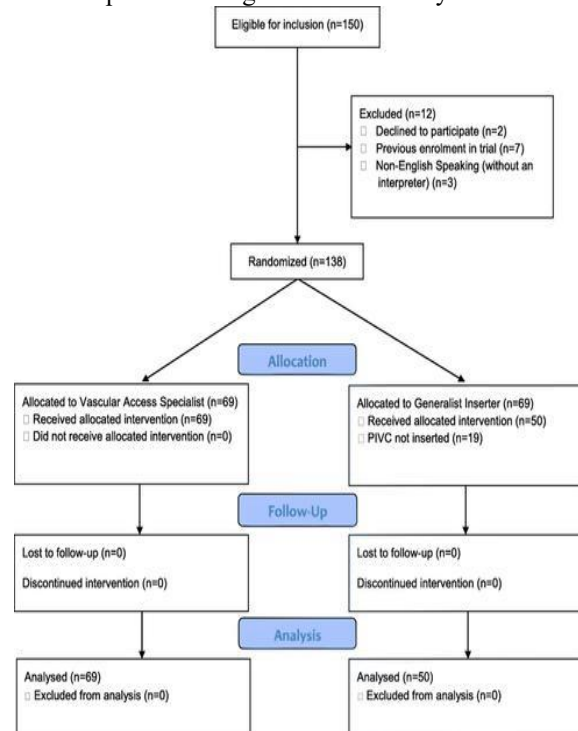 Eligible for inclusion (n=150)
Excluded (n=12)
Declined to participate (n=2)
Previous enrolment in trial (n=7)
Non-English Speaking (without an
interpreter) (n=3)
Randomized (n=138)
Allocation
Allocated to Vascular Access Specialist (n=69)
Received allocated intervention (n=69)
Did not receive allocated intervention (n=0)
Allocated to Generalist Inserter (n=69)
Received allocated intervention (n=50)
PIVC not inserted (n=19)
Follow-Up
Lost to follow-up (n=0)
Discontinued intervention (n=0)
Lost to follow-up (n=0)
Discontinued intervention (n=0)
Analysis
Analysed (n=69)
Excluded from analysis (n=0)
Analysed (n=50)
Excluded from analysis (n=0)